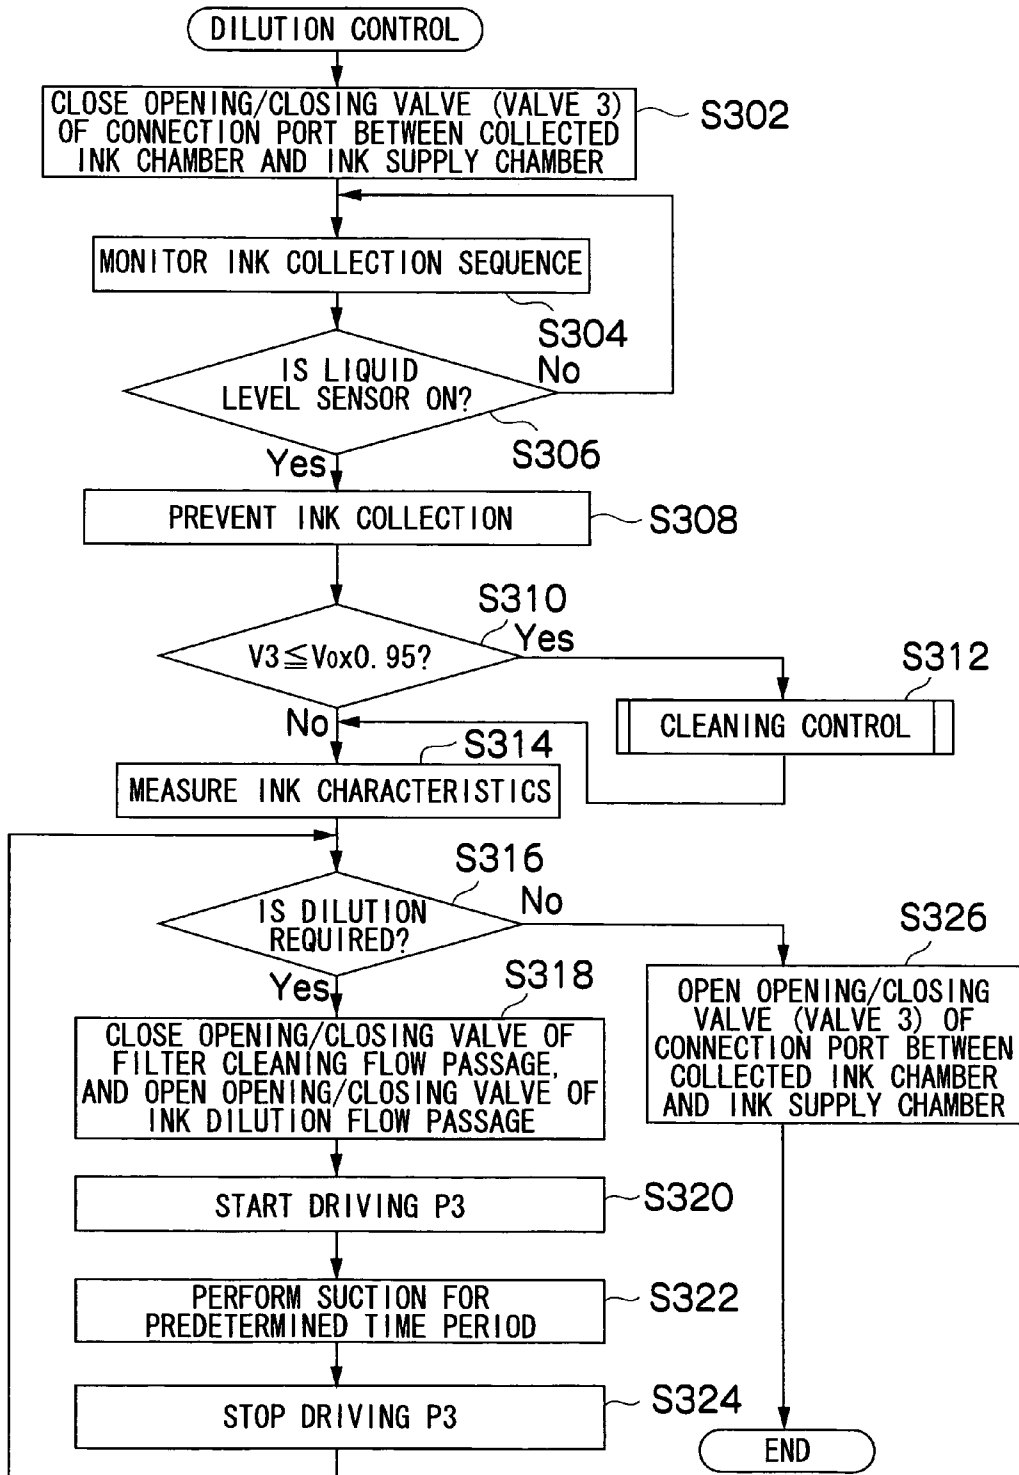 DILUTION CONTROL
CLOSE OPENING/CLOSING VALVE (VALVE 3)
OF CONNECTION PORT BETWEEN COLLECTED
INK CHAMBER AND INK SUPPLY CHAMBER
S302
MONITOR INK COLLECTION SEQUENCE
S304
IS LIQUID
LEVEL SENSOR ON?
No
S306
Yes
PREVENT INK COLLECTION
S308
S310
V3≦V0x0.95?
Yes
S312
CLEANING CONTROL
No
S314
MEASURE INK CHARACTERISTICS
S316
IS DILUTION
REQUIRED?
No
S326
Yes
S318
OPEN OPENING/CLOSING
VALVE (VALVE 3) OF
CONNECTION PORT BETWEEN
COLLECTED INK CHAMBER
AND INK SUPPLY CHAMBER
CLOSE OPENING/CLOSING VALVE OF
FILTER CLEANING FLOW PASSAGE,
AND OPEN OPENING/CLOSING VALVE OF
INK DILUTION FLOW PASSAGE
START DRIVING P3
S320
PERFORM SUCTION FOR
PREDETERMINED TIME PERIOD
S322
STOP DRIVING P3
S324
END